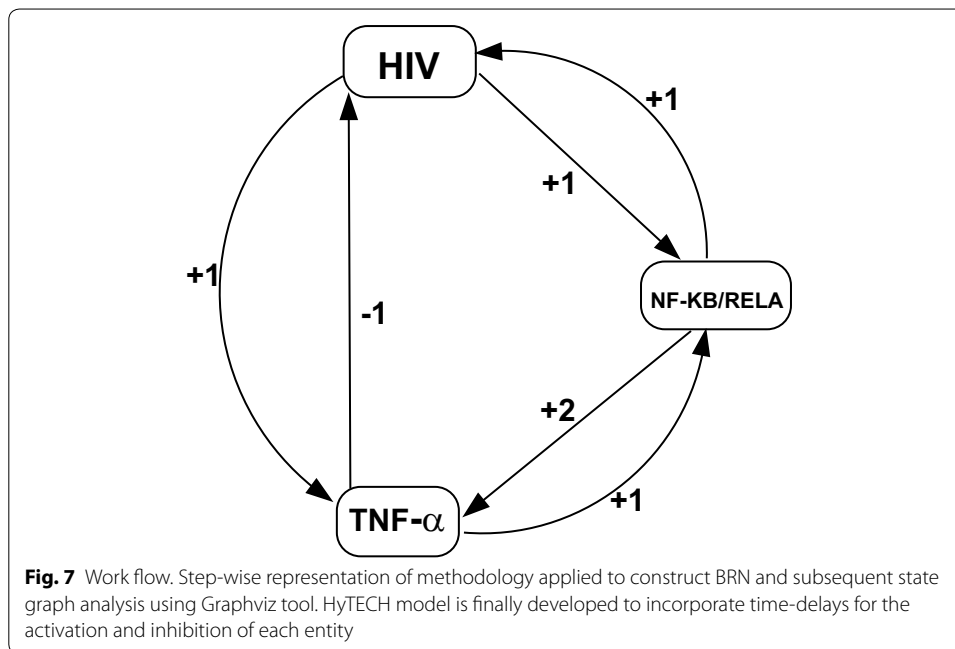 HIV
+1
+1
NF-KB/RELA
+1
-1
+2
+1
TNF-α
Fig. 7 Work flow. Step-wise representation of methodology applied to construct BRN and subsequent state
graph analysis using Graphviz tool. HyTECH model is finally developed to incorporate time-delays for the
activation and inhibition of each entity